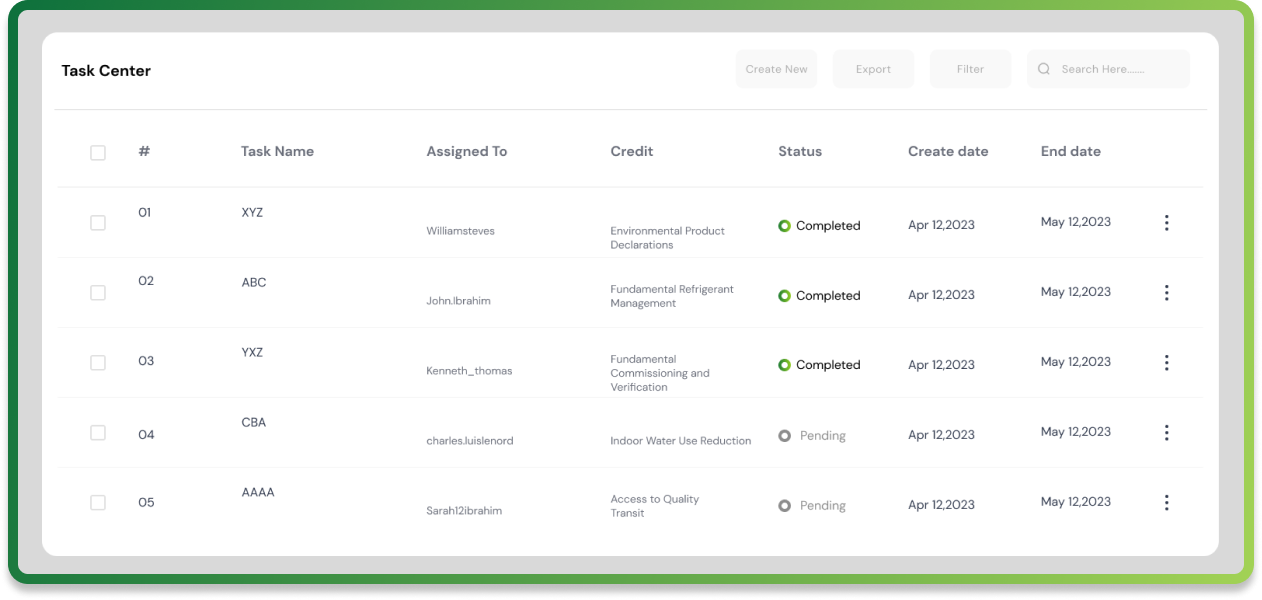 Task Center
Create New
Export
Filter
Search Here......
# Task Name Assigned To Credit Status Create date End date
01 XYZ Williamsteves Environmental Product Completed Apr 12,2023 May 12,2023
Declarations
02 ABC John.Ibrahim Fundamental Refrigerant Completed Apr 12,2023 May 12,2023
Management
03 YXZ Kenneth_thomas Fundamental Completed Apr 12,2023 May 12,2023
Commissioning and
Verification
04 CBA charles.luislenord Indoor Water Use Reduction Pending Apr 12,2023 May 12,2023
05 AAAA Sarah12ibrahim Access to Quality Pending Apr 12,2023 May 12,2023
Transit